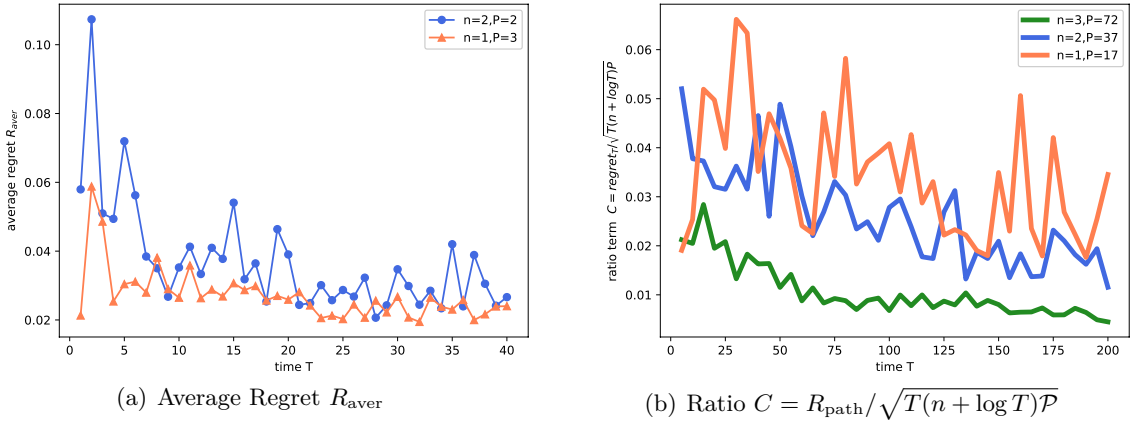 0.10
0.08
0.06
0.04
0.02
average regret R_aver
n=2,P=2
n=1,P=3
0 5 10 15 20 25 30 35 40
time T
(a) Average Regret R_aver
0.06
0.05
0.04
0.03
0.02
0.01
ratio term C = regret_T/√T(n + logT)P
n=3,P=72
n=2,P=37
n=1,P=17
0 25 50 75 100 125 150 175 200
time T
(b) Ratio C = R_path/√T(n + log T)𝒫